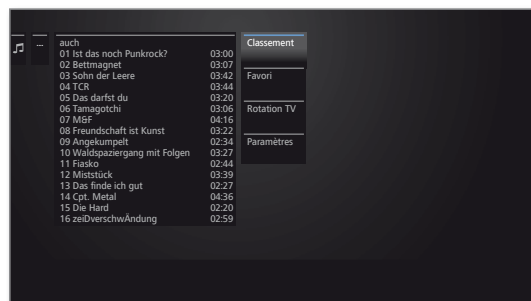 ...
auch
01 Ist das noch Punkrock? 03:00
02 Bettmagnet 03:07
03 Sohn der Leere 03:42
04 TCR 03:44
05 Das darfst du 03:20
06 Tamagotchi 03:06
07 M&F 04:16
08 Freundschaft ist Kunst 03:22
09 Angekumpelt 02:34
10 Waldspaziergang mit Folgen 03:27
11 Fiasko 02:44
12 Miststück 03:39
13 Das finde ich gut 02:27
14 Cpt. Metal 04:36
15 Die Hard 02:20
16 zeiDverschwÄndung 02:59
Classement
Favori
Rotation TV
Paramètres